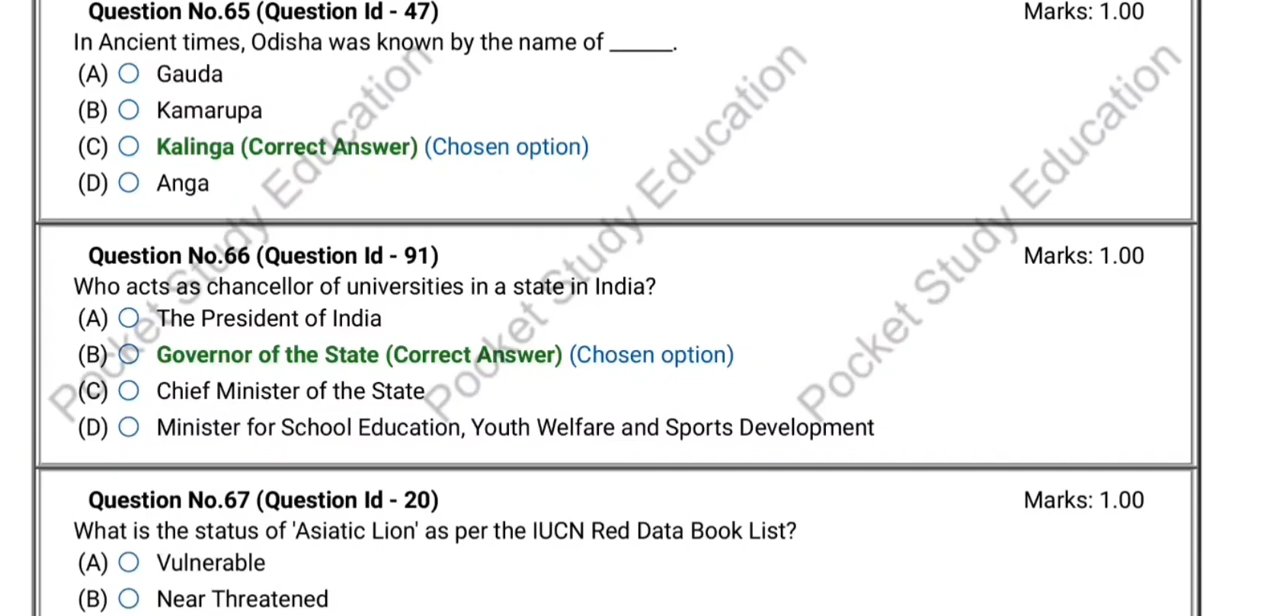 Question No.65 (Question Id - 47) Marks: 1.00
In Ancient times, Odisha was known by the name of _____.
(A) Gauda
(B) Kamarupa
(C) Kalinga (Correct Answer) (Chosen option)
(D) Anga
Question No.66 (Question Id - 91) Marks: 1.00
Who acts as chancellor of universities in a state in India?
(A) The President of India
(B) Governor of the State (Correct Answer) (Chosen option)
(C) Chief Minister of the State
(D) Minister for School Education, Youth Welfare and Sports Development
Question No.67 (Question Id - 20) Marks: 1.00
What is the status of 'Asiatic Lion' as per the IUCN Red Data Book List?
(A) Vulnerable
(B) Near Threatened
Pocket Study Education
Pocket Study Education
Pocket Study Education